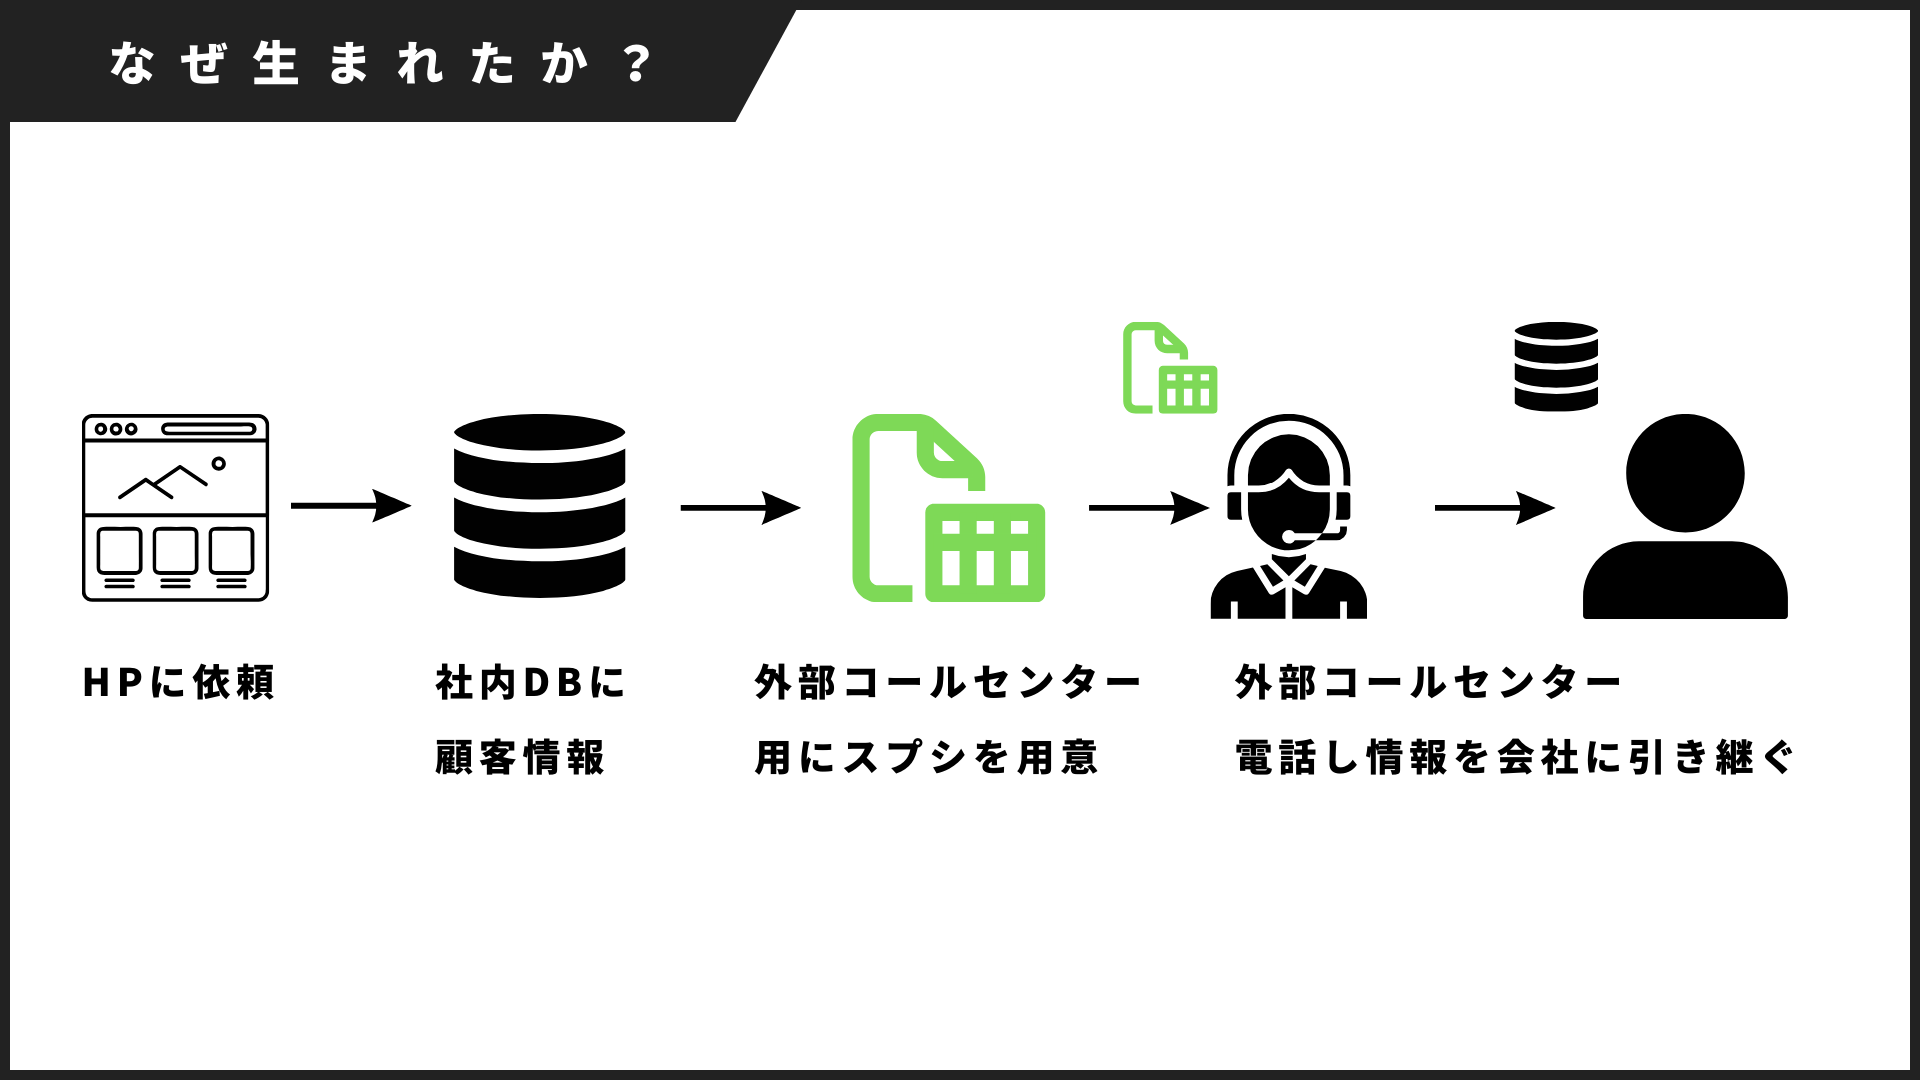 なぜ生まれたか？
HPに依頼
社内DBに
顧客情報
外部コールセンター
用にスプシを用意
外部コールセンター
電話し情報を会社に引き継ぐ